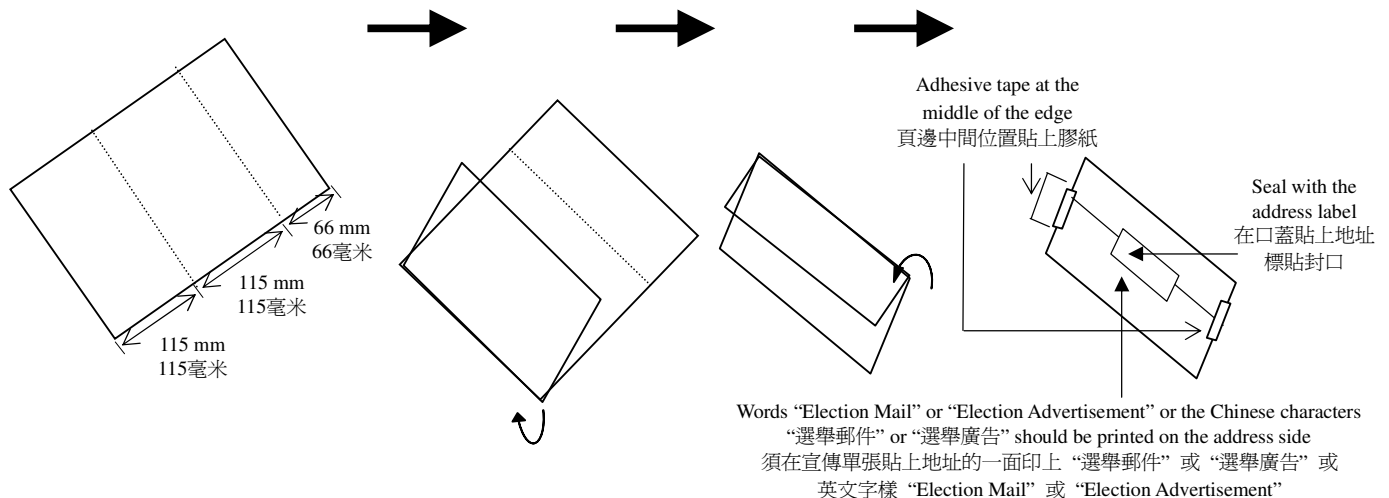 66 mm
66毫米
115 mm
115毫米
115 mm
115毫米
Adhesive tape at the
middle of the edge
頁邊中間位置貼上膠紙
Seal with the
address label
在口蓋貼上地址
標貼封口
Words “Election Mail” or “Election Advertisement” or the Chinese characters
“選舉郵件” or “選舉廣告” should be printed on the address side
須在宣傳單張貼上地址的一面印上 “選舉郵件” 或 “選舉廣告” 或
英文字樣 “Election Mail” 或 “Election Advertisement”